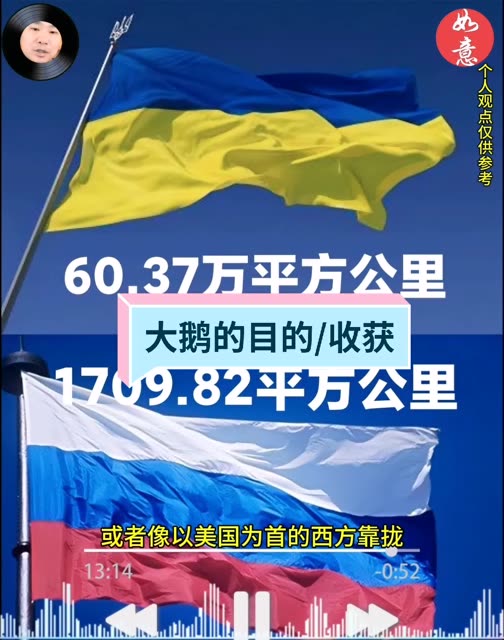 如意
个人观点仅供参考
60.37万平方公里
大鹅的目的/收获
1709.82平方公里
或者像以美国为首的西方靠拢
13:14
-0:52